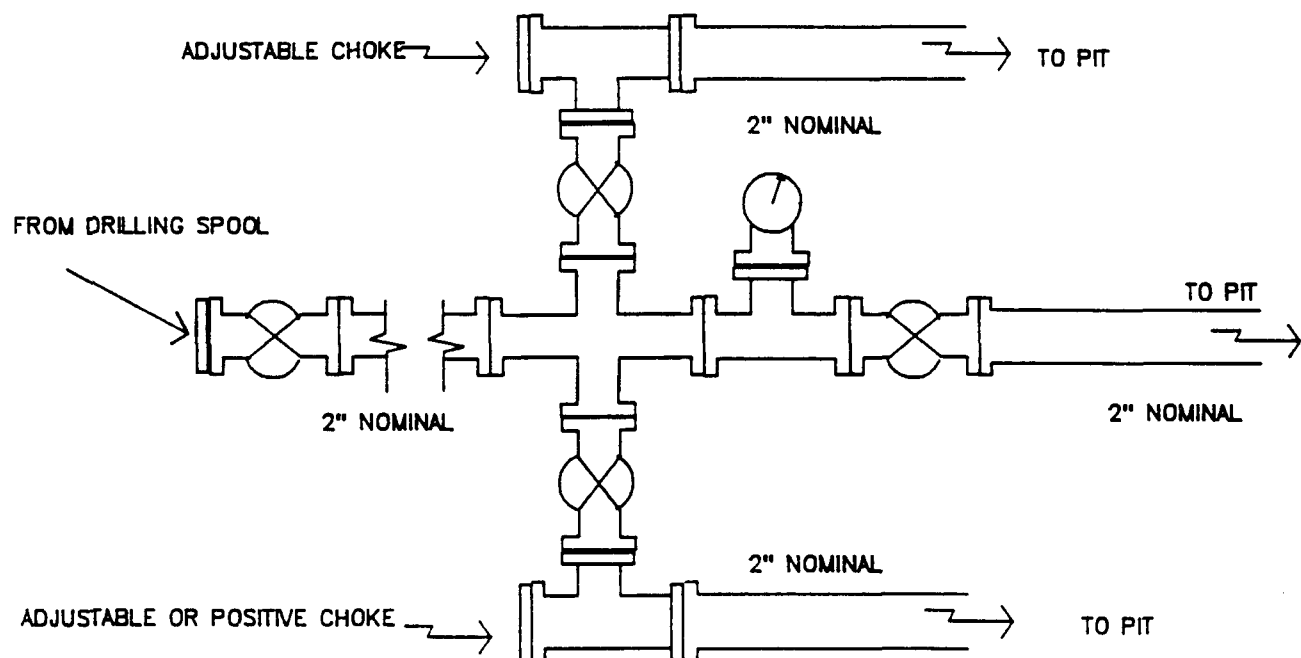 ADJUSTABLE CHOKE
TO PIT
2" NOMINAL
FROM DRILLING SPOOL
TO PIT
2" NOMINAL
2" NOMINAL
2" NOMINAL
ADJUSTABLE OR POSITIVE CHOKE
TO PIT